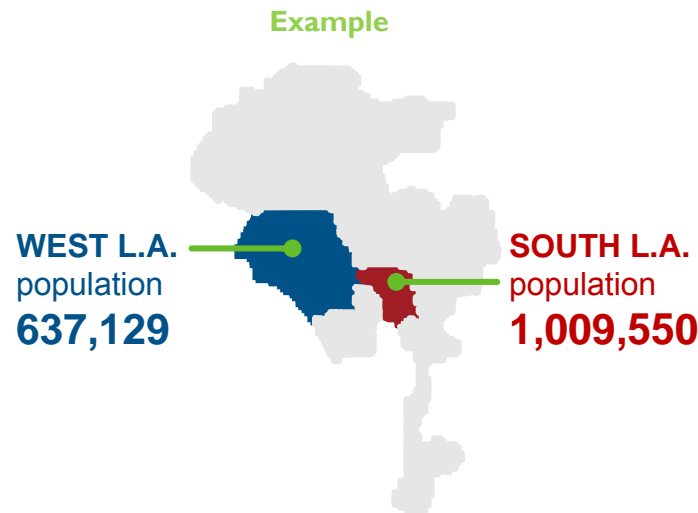 Example
WEST L.A.
population
637,129
SOUTH L.A.
population
1,009,550